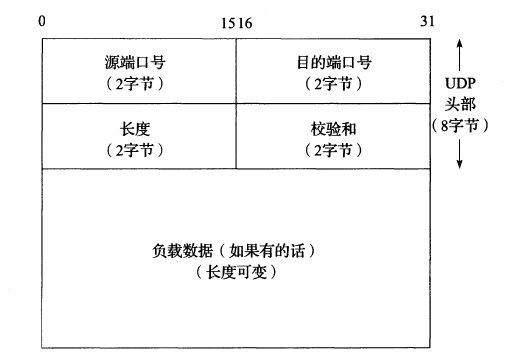 0 15 16 31
源端口号 目的端口号
（2字节） （2字节）
长度 校验和
（2字节） （2字节）
UDP
头部
（8字节）
负载数据（如果有的话）
（长度可变）